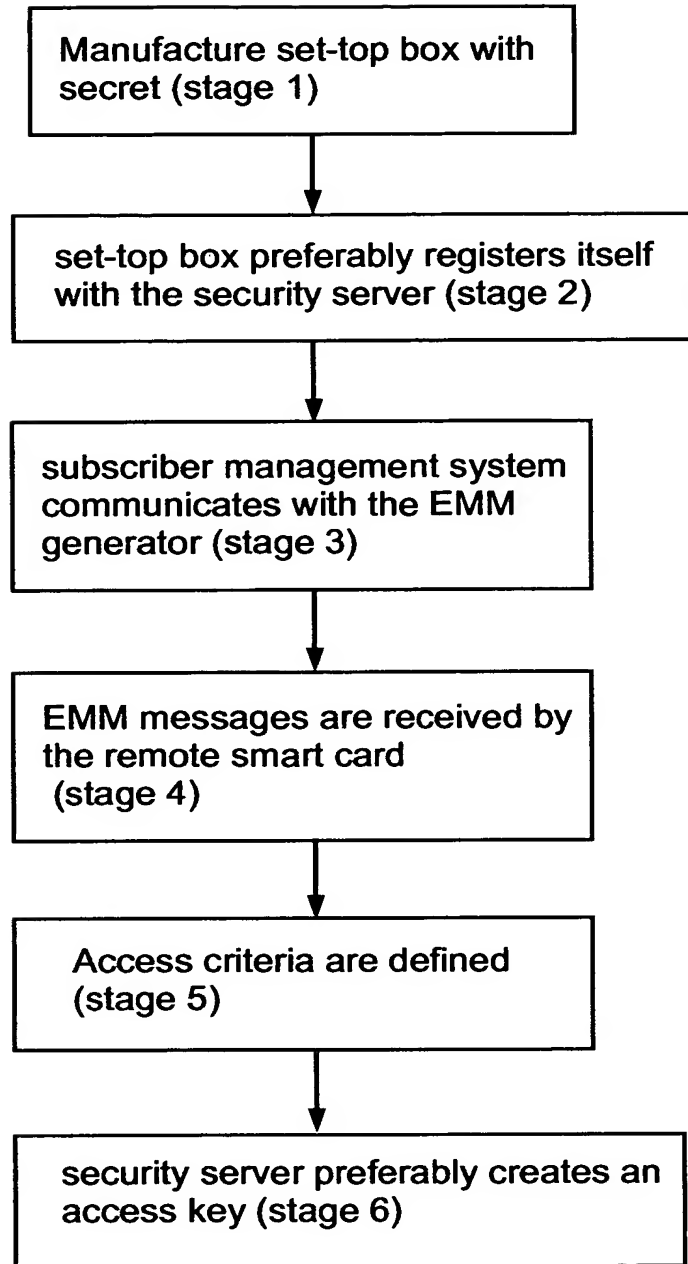 Manufacture set-top box with
secret (stage 1)
set-top box preferably registers itself
with the security server (stage 2)
subscriber management system
communicates with the EMM
generator (stage 3)
EMM messages are received by
the remote smart card
(stage 4)
Access criteria are defined
(stage 5)
security server preferably creates an
access key (stage 6)